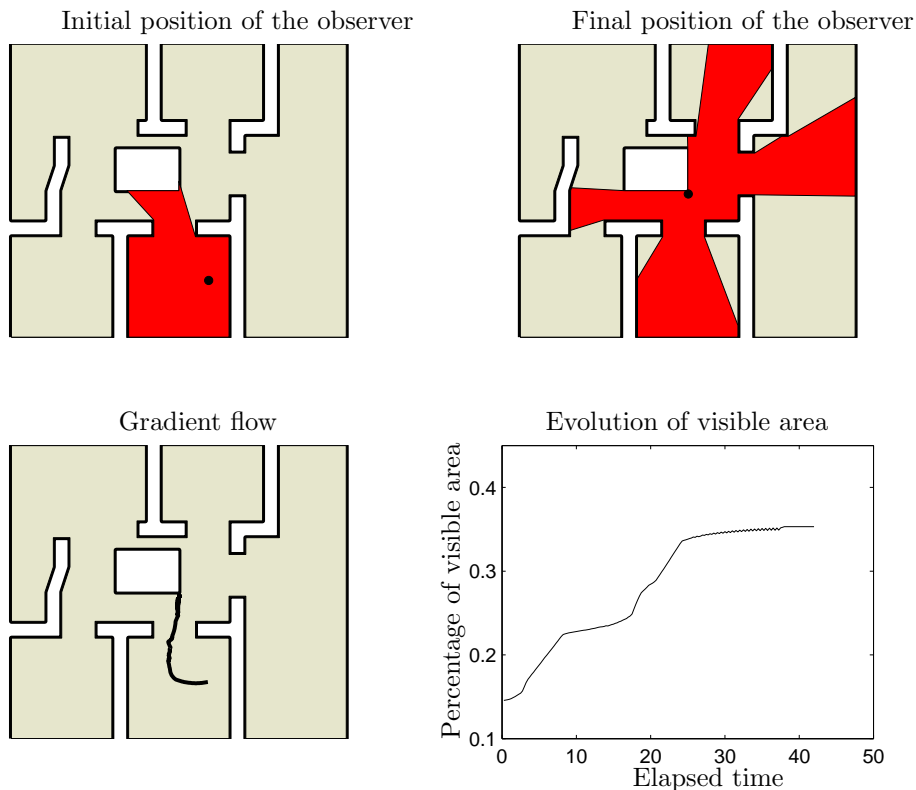 Initial position of the observer
Final position of the observer
Gradient flow
Evolution of visible area
Percentage of visible area
0.4
0.3
0.2
0.1
0 10 20 30 40 50
Elapsed time